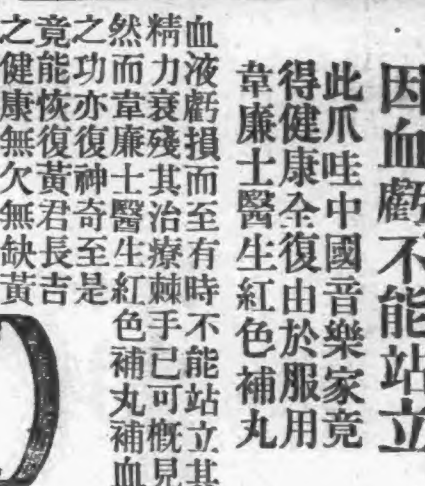 因血虧不能站立
此爪哇中國音樂家竟
得健康全復由於服用
韋廉士醫生紅色補丸
血液虧損而至有時不能站立其
精力衰殘其治療棘手已可概見
然而韋廉士醫生紅色補丸補血
之功亦復神奇至是
竟能恢復黃君長吉
之健康無欠無缺黃